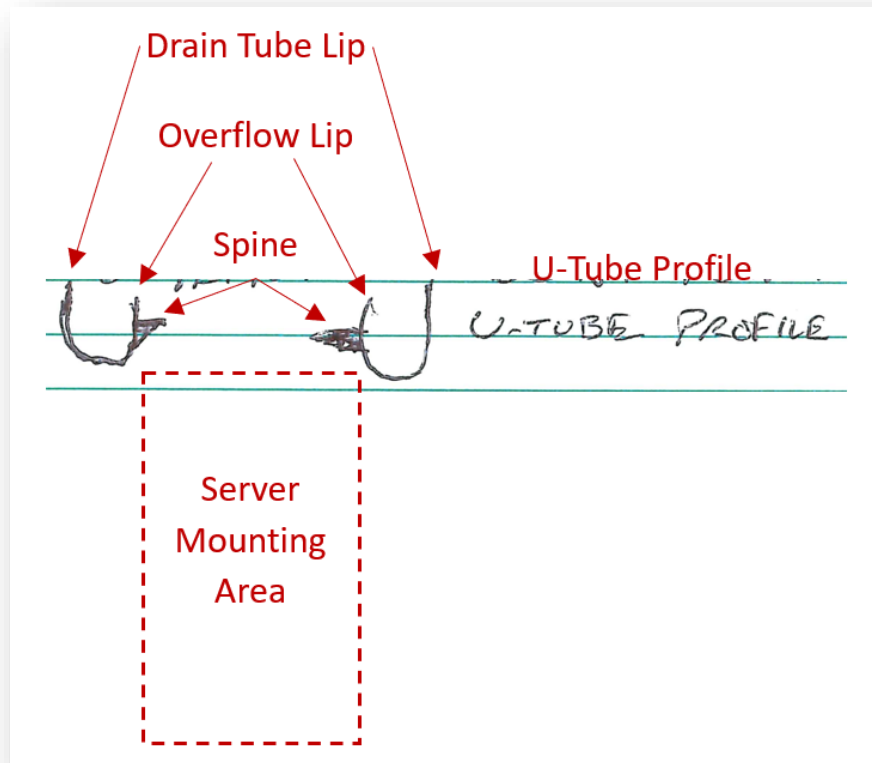 Drain Tube Lip
Overflow Lip
Spine
U-Tube Profile
U-TUBE PROFILE
Server
Mounting
Area